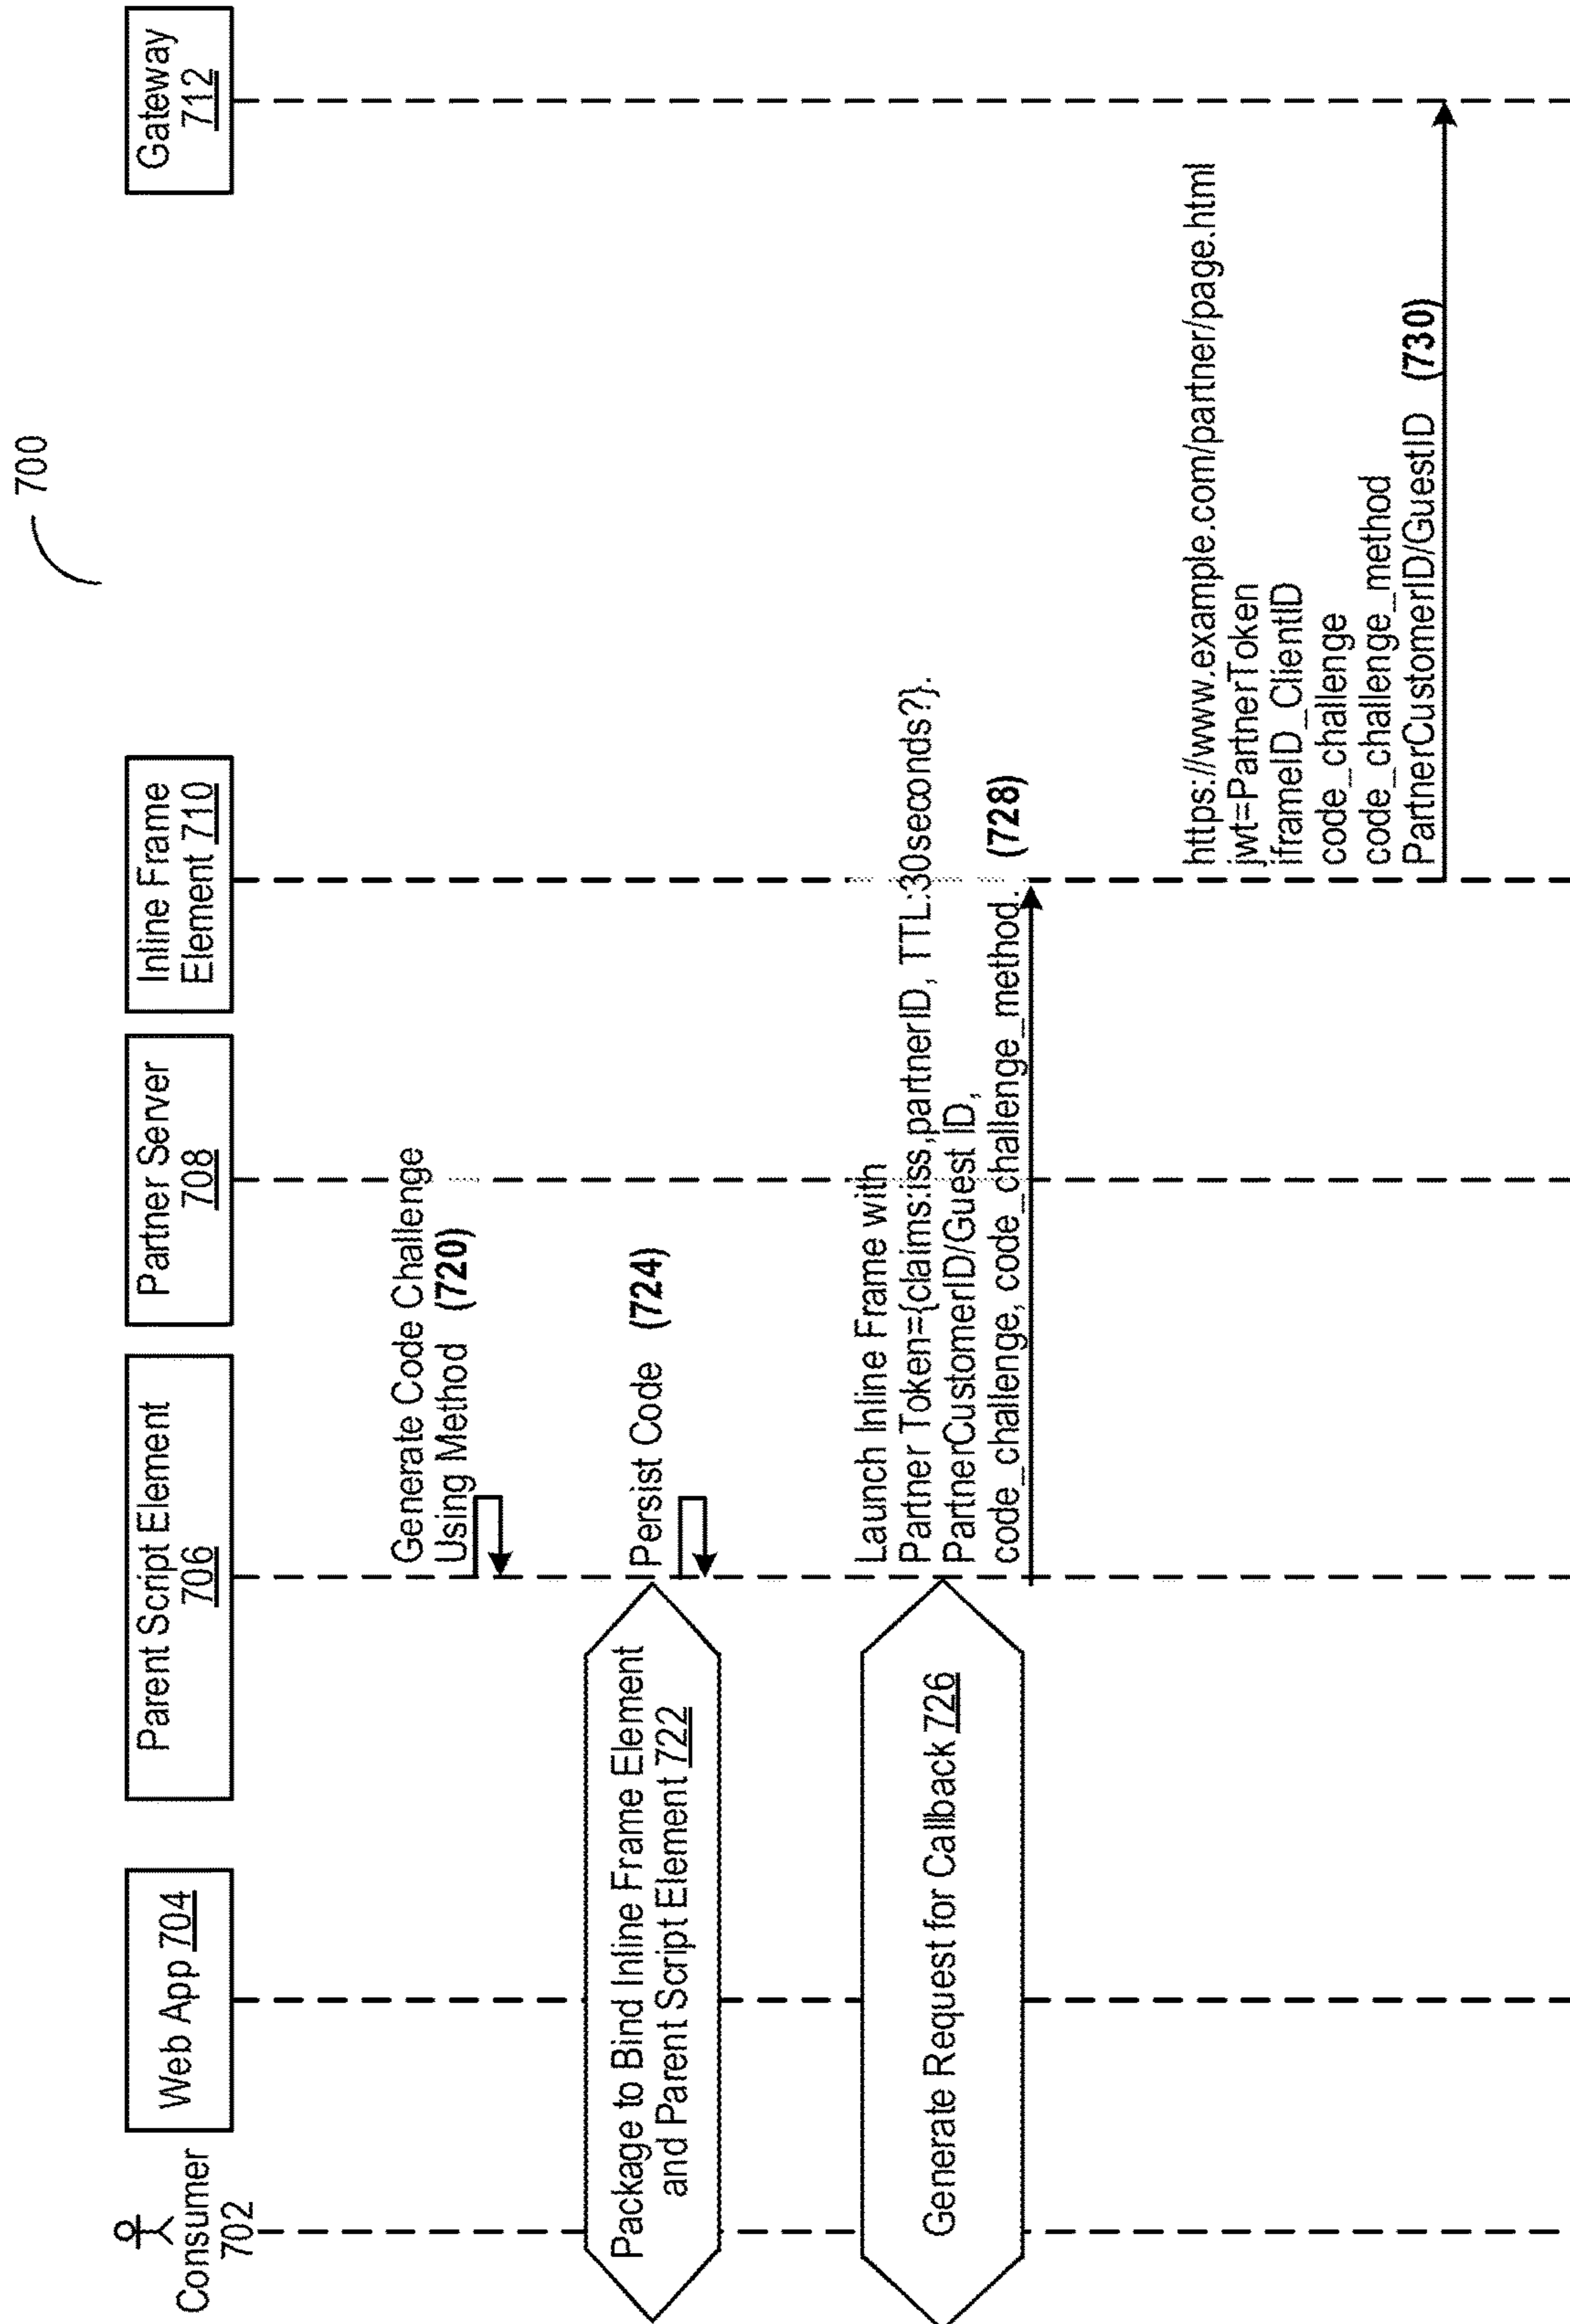 700
Consumer
702
Web App 704
Parent Script Element
706
Partner Server
708
Inline Frame
Element 710
Gateway
712
Generate Code Challenge
Using Method (720)
Package to Bind Inline Frame Element
and Parent Script Element 722
Persist Code (724)
Generate Request for Callback 726
Launch Inline Frame with
Partner Token={claims:iss,partnerID, TTL:30seconds?}.
PartnerCustomerID/Guest ID,
code_challenge, code_challenge_method.
(728)
https://www.example.com/partner/page.html
jwt=PartnerToken
iframeID_ClientID
code_challenge
code_challenge_method
PartnerCustomerID/GuestID (730)